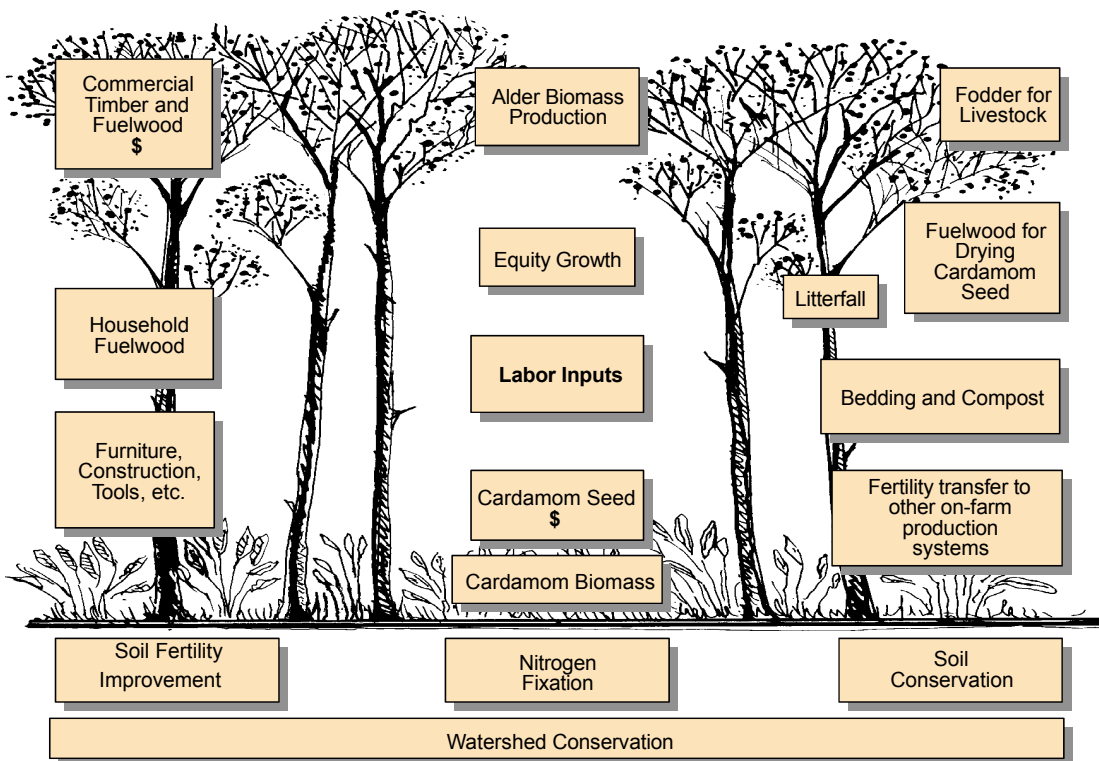 Commercial
Timber and
Fuelwood
$
Alder Biomass
Production
Fodder for
Livestock
Equity Growth
Fuelwood for
Drying
Cardamom
Seed
Litterfall
Household
Fuelwood
Labor Inputs
Bedding and Compost
Furniture,
Construction,
Tools, etc.
Cardamom Seed
$
Fertility transfer to
other on-farm
production
systems
Cardamom Biomass
Soil Fertility
Improvement
Nitrogen
Fixation
Soil
Conservation
Watershed Conservation